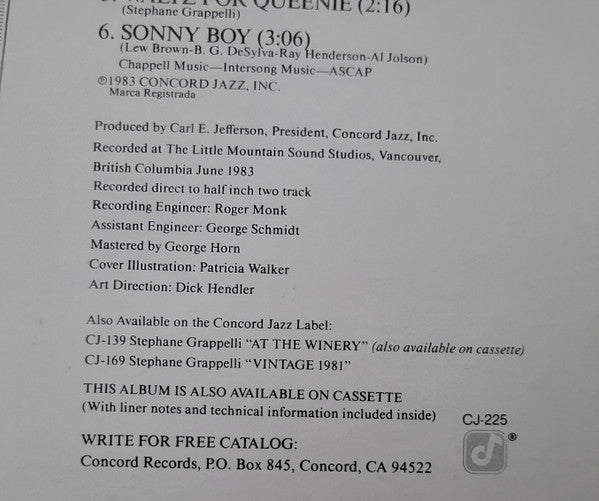 5. WALTZ FOR QUEENIE (2:16)
(Stephane Grappelli)
6. SONNY BOY (3:06)
(Lew Brown-B. G. DeSylva-Ray Henderson-Al Jolson)
Chappell Music—Intersong Music—ASCAP
℗1983 CONCORD JAZZ, INC.
Marca Registrada
Produced by Carl E. Jefferson, President, Concord Jazz, Inc.
Recorded at The Little Mountain Sound Studios, Vancouver,
British Columbia June 1983
Recorded direct to half inch two track
Recording Engineer: Roger Monk
Assistant Engineer: George Schmidt
Mastered by George Horn
Cover Illustration: Patricia Walker
Art Direction: Dick Hendler
Also Available on the Concord Jazz Label:
CJ-139 Stephane Grappelli “AT THE WINERY” (also available on cassette)
CJ-169 Stephane Grappelli “VINTAGE 1981”
THIS ALBUM IS ALSO AVAILABLE ON CASSETTE
(With liner notes and technical information included inside)
CJ-225
®
WRITE FOR FREE CATALOG:
Concord Records, P.O. Box 845, Concord, CA 94522